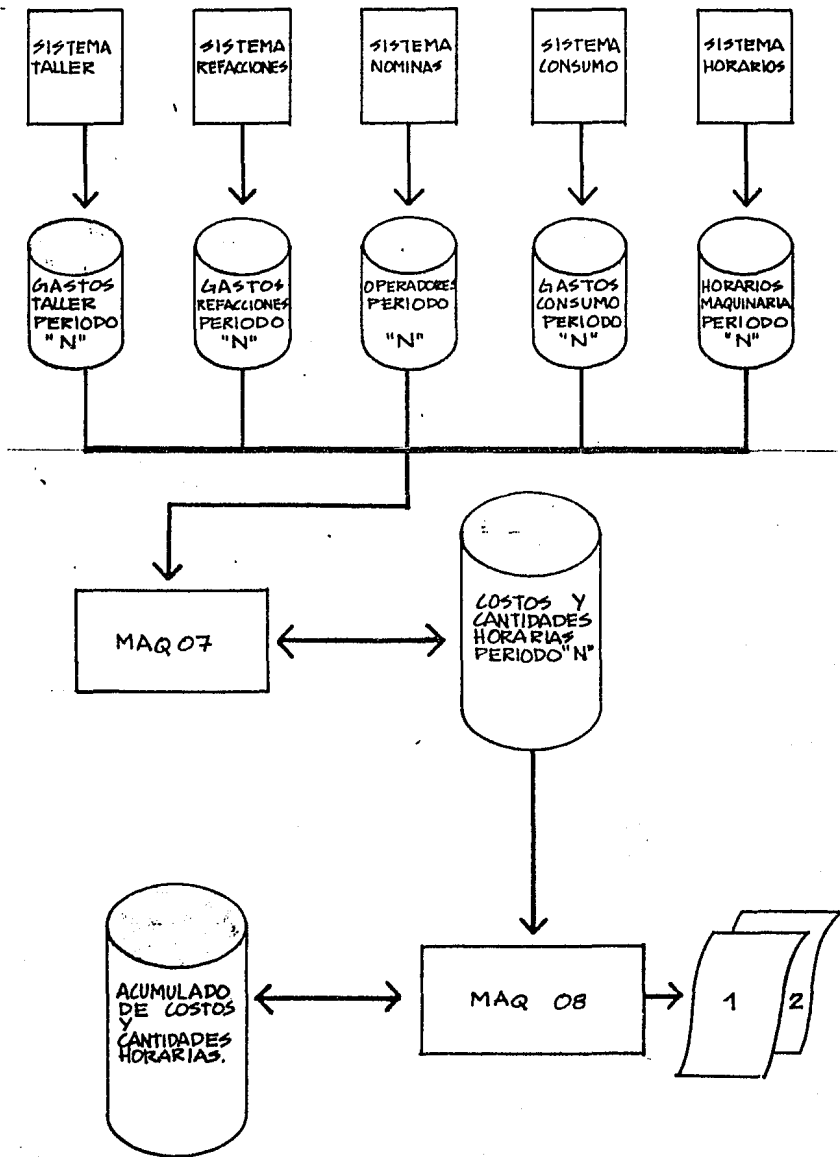 SISTEMA
TALLER
SISTEMA
REFACCIONES
SISTEMA
NOMINAS
SISTEMA
CONSUMO
SISTEMA
HORARIOS
GASTOS
TALLER
PERIODO
"N"
GASTOS
REFACCIONES
PERIODO
"N"
OPERADORES
PERIODO
"N"
GASTOS
CONSUMO
PERIODO
"N"
HORARIOS
MAQUINARIA
PERIODO
"N"
MAQ 07
COSTOS Y
CANTIDADES
HORARIAS
PERIODO "N"
ACUMULADO
DE COSTOS
Y
CANTIDADES
HORARIAS.
MAQ 08
1
2